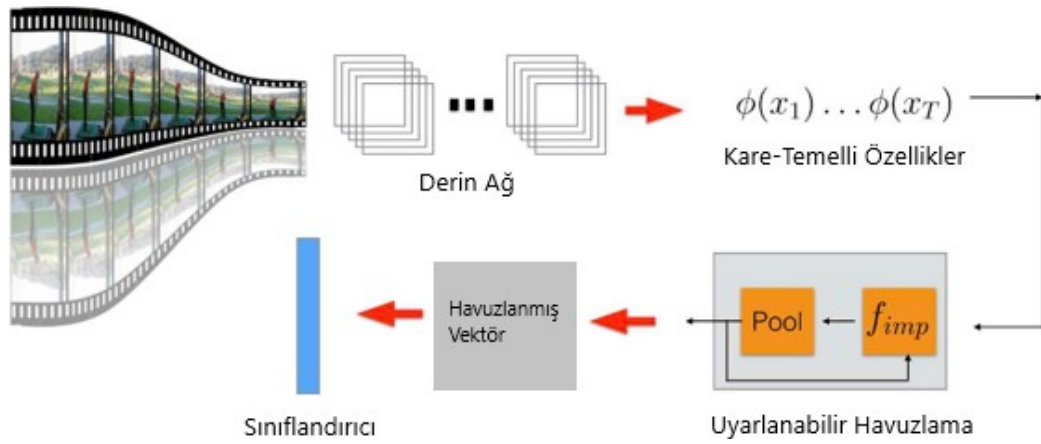 ϕ(x₁) … ϕ(x_T)
Kare-Temelli Özellikler
Derin Ağ
Havuzlanmış
Vektör
Pool
f_imp
Sınıflandırıcı
Uyarlanabilir Havuzlama